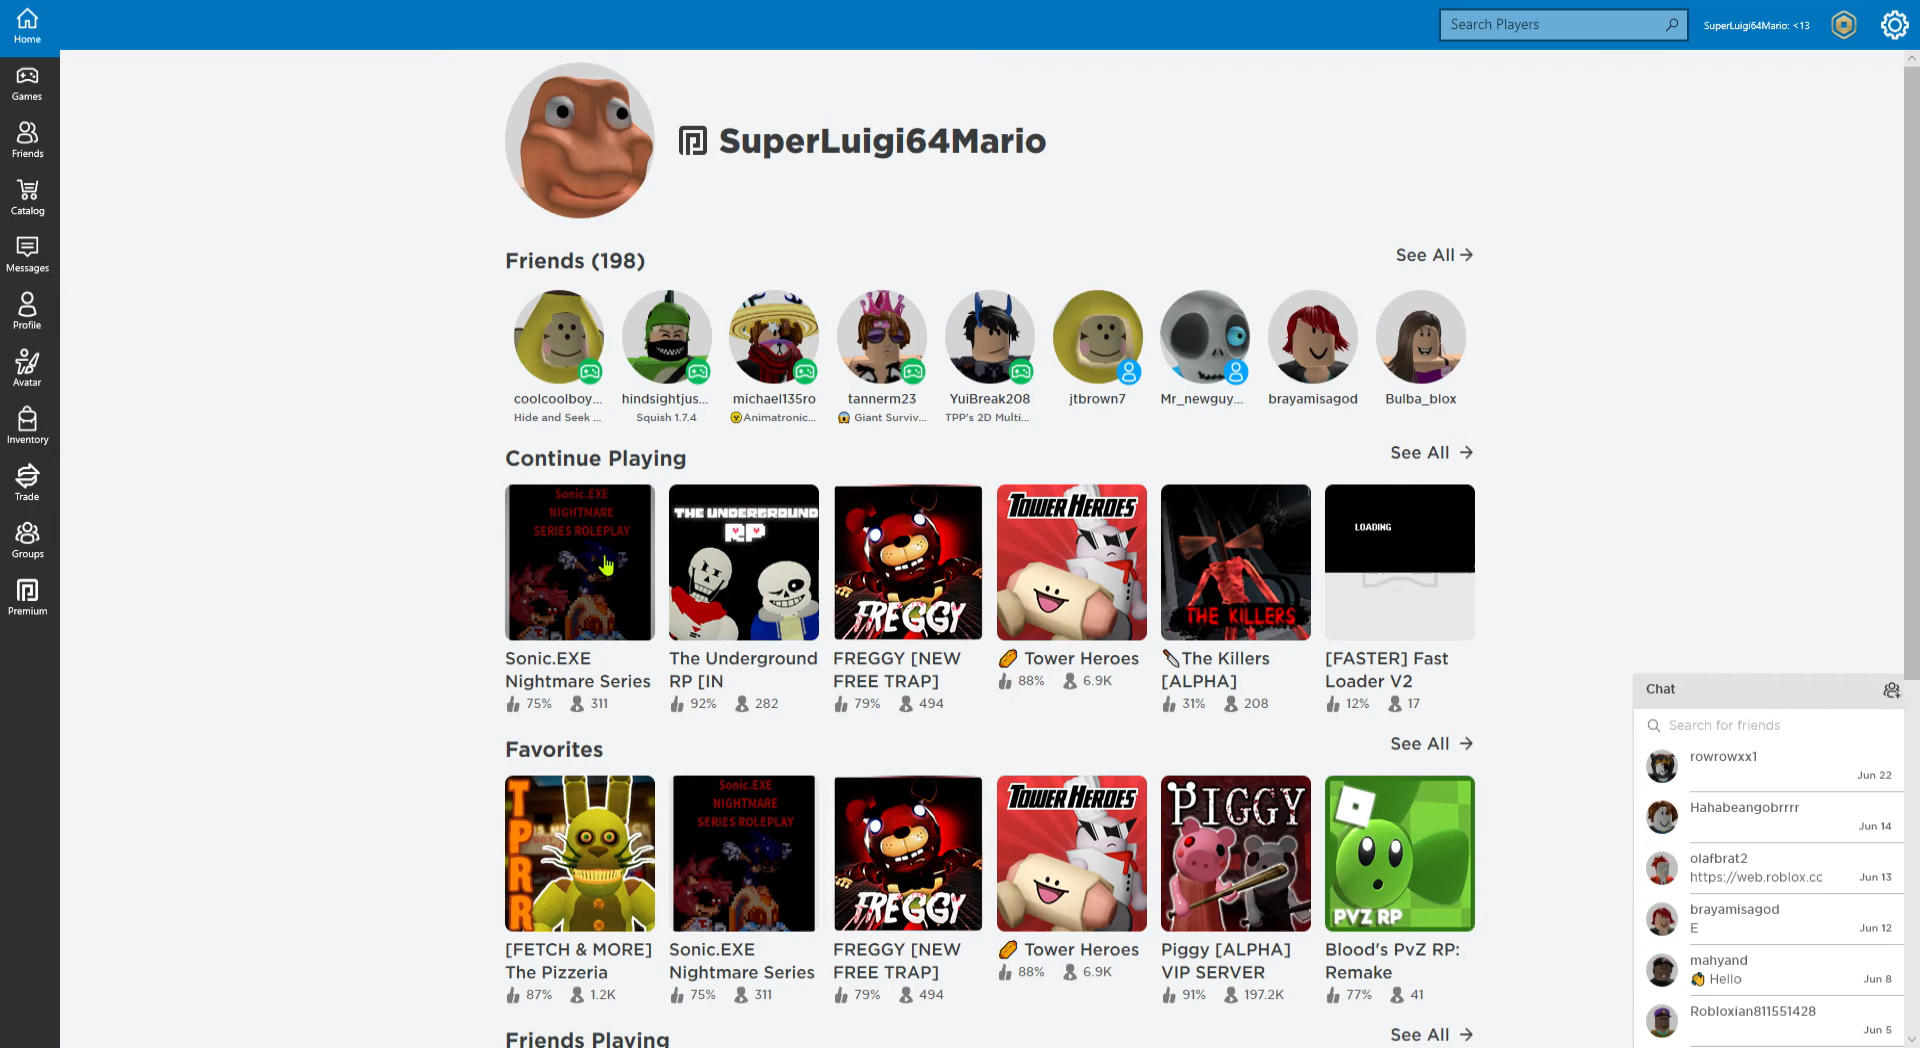 Home
Search Players
SuperLuigi64Mario: <13
Games
Friends
Catalog
Messages
Profile
Avatar
Inventory
Trade
Groups
Premium
SuperLuigi64Mario
Friends (198)
See All
coolcoolboy...
Hide and Seek ...
hindsightjus...
Squish 1.7.4
michael135ro
Animatronic...
tannerm23
Giant Surviv...
YuiBreak208
TPP's 2D Multi...
jtbrown7
Mr_newguy...
brayamisagod
Bulba_blox
Continue Playing
See All
Sonic.EXE
NIGHTMARE
SERIES ROLEPLAY
THE UNDERGROUND
RP
FREGGY
TOWER HEROES
THE KILLERS
LOADING
Sonic.EXE
Nightmare Series
75% 311
The Underground
RP [IN
92% 282
FREGGY [NEW
FREE TRAP]
79% 494
Tower Heroes
88% 6.9K
🔪The Killers
[ALPHA]
31% 208
[FASTER] Fast
Loader V2
12% 17
Favorites
See All
TPRR
Sonic.EXE
NIGHTMARE
SERIES ROLEPLAY
FREGGY
TOWER HEROES
PIGGY
PVZ RP
[FETCH & MORE]
The Pizzeria
87% 1.2K
Sonic.EXE
Nightmare Series
75% 311
FREGGY [NEW
FREE TRAP]
79% 494
Tower Heroes
88% 6.9K
Piggy [ALPHA]
VIP SERVER
91% 197.2K
Blood's PvZ RP:
Remake
77% 41
Friends Playing
See All
Chat
Search for friends
rowrowxx1
Jun 22
Hahabeangobrrrr
Jun 14
olafbrat2
https://web.roblox.cc
Jun 13
brayamisagod
E
Jun 12
mahyand
👋 Hello
Jun 8
Robloxian811551428
Jun 5